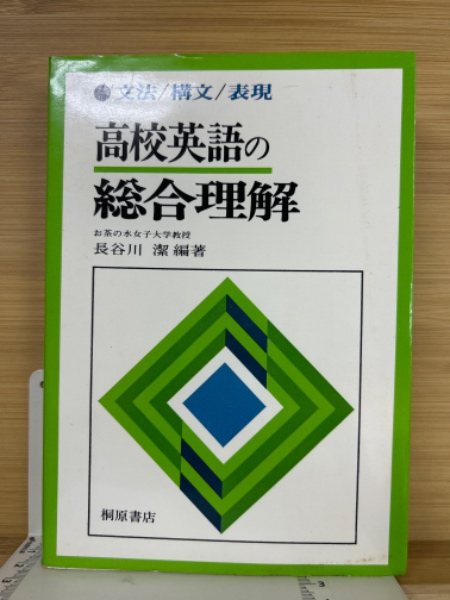 文法/構文/表現
高校英語の
総合理解
お茶の水女子大学教授
長谷川 潔 編著
桐原書店